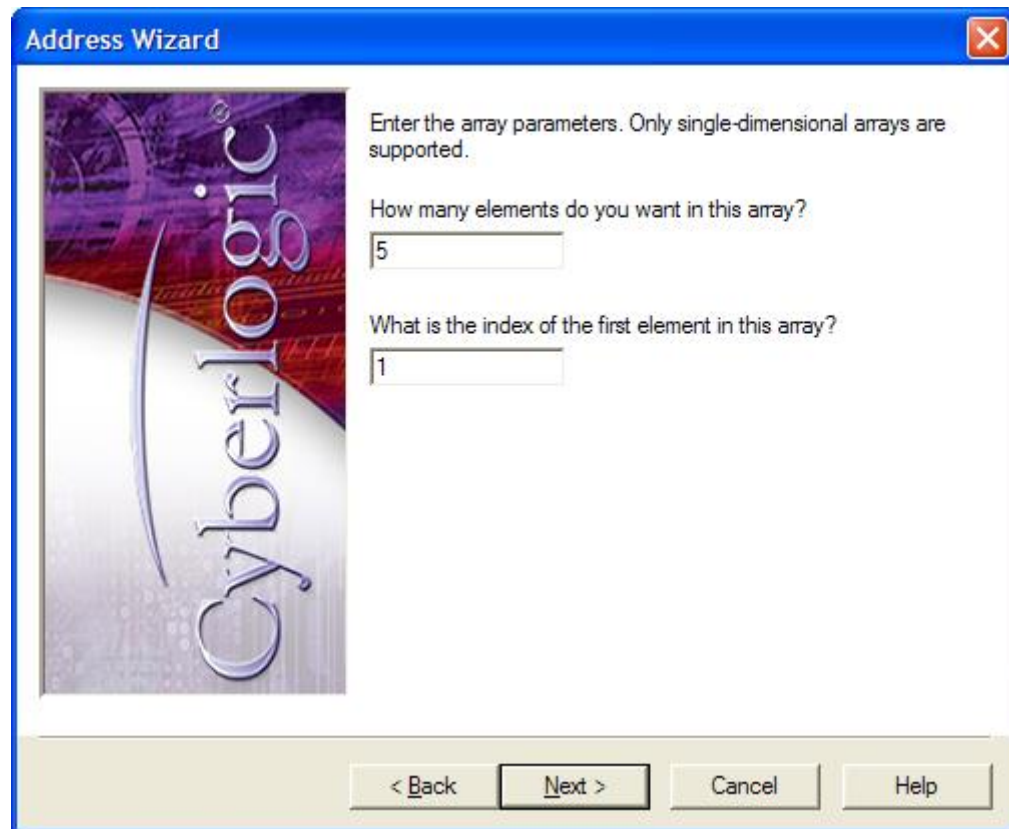 Address Wizard
Cyberlogic®
Enter the array parameters. Only single-dimensional arrays are
supported.
How many elements do you want in this array?
5
What is the index of the first element in this array?
1
< Back
Next >
Cancel
Help